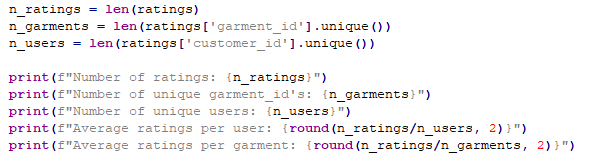 n_ratings = len(ratings)
n_garments = len(ratings['garment_id'].unique())
n_users = len(ratings['customer_id'].unique())
print(f"Number of ratings: {n_ratings}")
print(f"Number of unique garment_id's: {n_garments}")
print(f"Number of unique users: {n_users}")
print(f"Average ratings per user: {round(n_ratings/n_users, 2)}")
print(f"Average ratings per garment: {round(n_ratings/n_garments, 2)}")